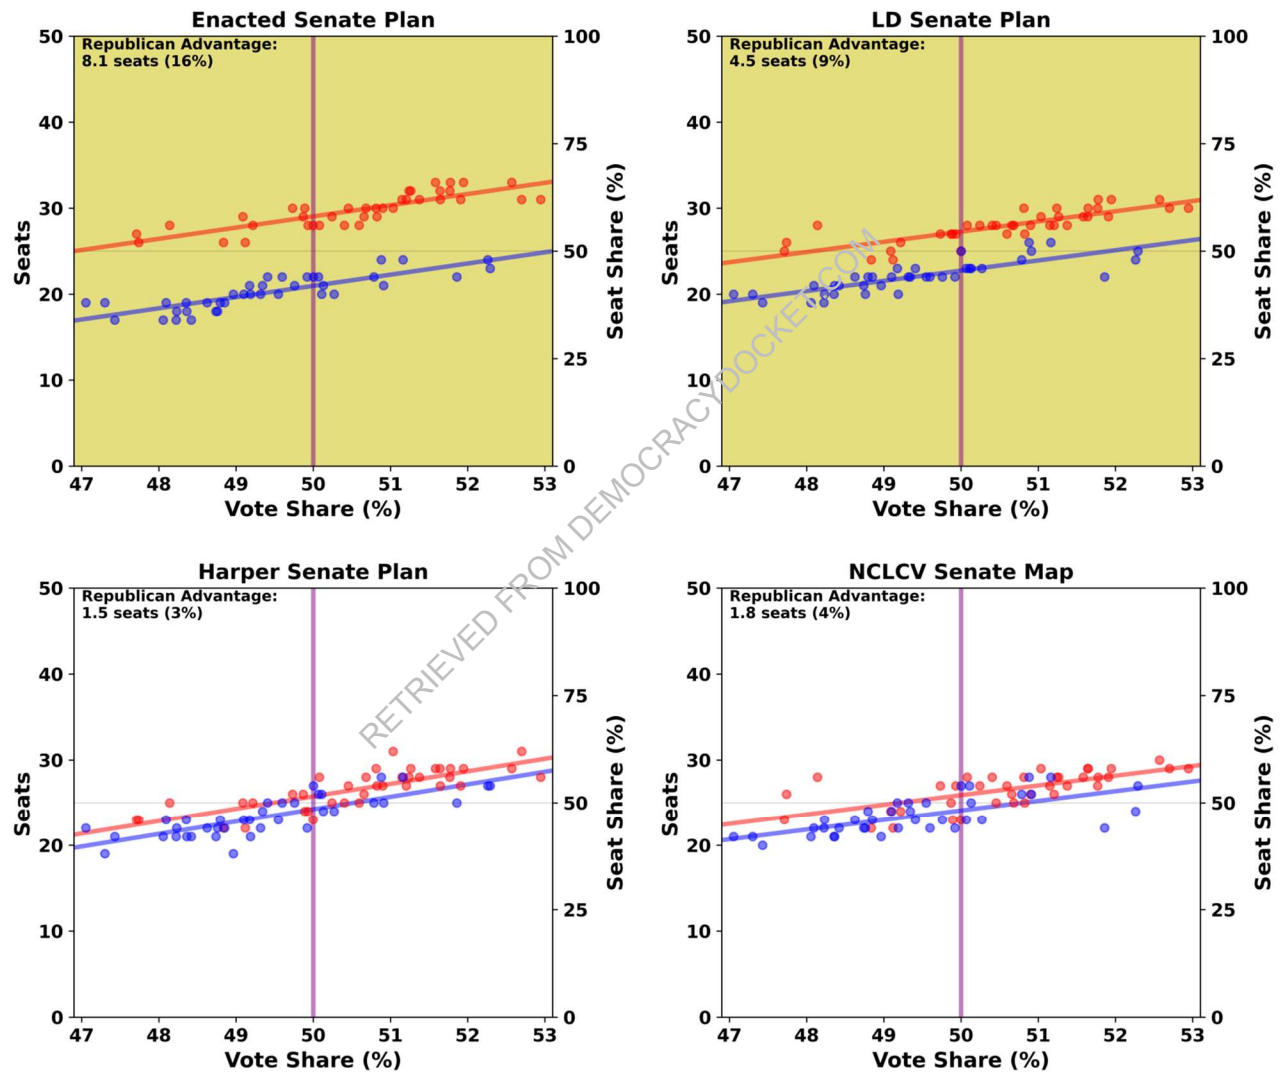 Enacted Senate Plan
Republican Advantage:
8.1 seats (16%)
50
40
30
20
10
0
100
75
50
25
0
47 48 49 50 51 52 53
Seats
Seat Share (%)
Vote Share (%)
LD Senate Plan
Republican Advantage:
4.5 seats (9%)
50
40
30
20
10
0
100
75
50
25
0
47 48 49 50 51 52 53
Seats
Seat Share (%)
Vote Share (%)
Harper Senate Plan
Republican Advantage:
1.5 seats (3%)
50
40
30
20
10
0
100
75
50
25
0
47 48 49 50 51 52 53
Seats
Seat Share (%)
Vote Share (%)
NCLCV Senate Map
Republican Advantage:
1.8 seats (4%)
50
40
30
20
10
0
100
75
50
25
0
47 48 49 50 51 52 53
Seats
Seat Share (%)
Vote Share (%)
RETRIEVED FROM DEMOCRACYDOCKET.COM